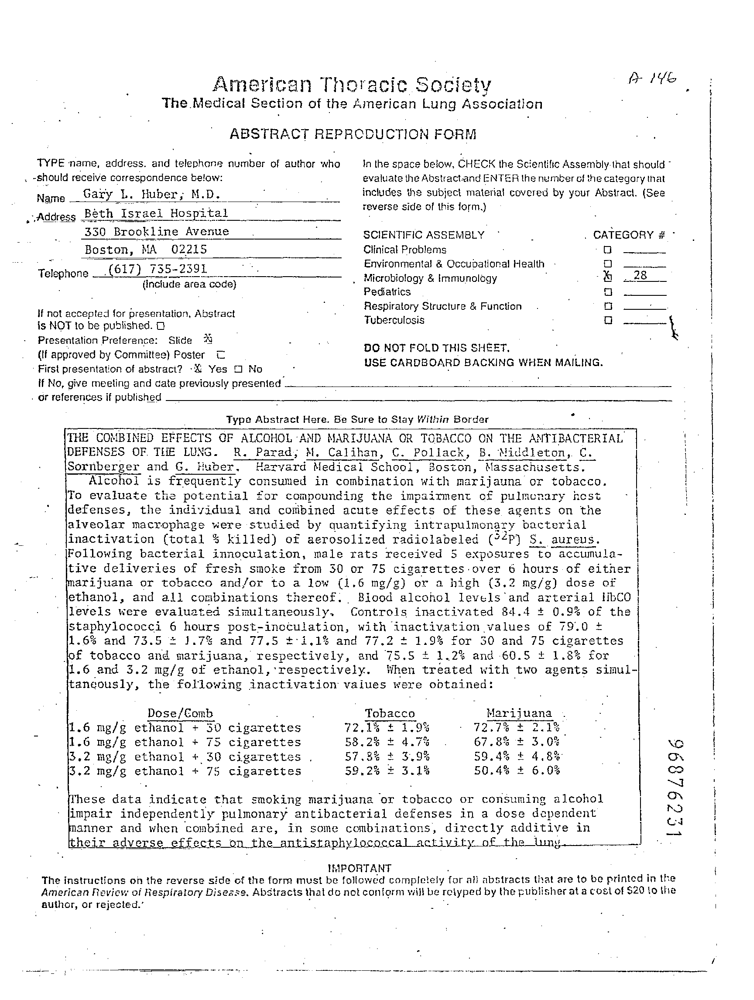 A-146
American Thoracic Society
The Medical Section of the American Lung Association
ABSTRACT REPRODUCTION FORM
TYPE name, address, and telephone number of author who
should receive correspondence below:
Name Gary L. Huber, M.D.
Address Beth Israel Hospital
330 Brookline Avenue
Boston, MA 02215
Telephone (617) 735-2391
(Include area code)
If not accepted for presentation, Abstract
is NOT to be published. ☐
Presentation Preference: Slide ☒
(If approved by Committee) Poster ☐
First presentation of abstract? ☒ Yes ☐ No
If No, give meeting and date previously presented
or references if published
In the space below, CHECK the Scientific Assembly that should
evaluate the Abstract and ENTER the number of the category that
includes the subject material covered by your Abstract. (See
reverse side of this form.)
SCIENTIFIC ASSEMBLY CATEGORY #
Clinical Problems ☐
Environmental & Occupational Health ☐
Microbiology & Immunology ☒ 28
Pediatrics ☐
Respiratory Structure & Function ☐
Tuberculosis ☐
DO NOT FOLD THIS SHEET.
USE CARDBOARD BACKING WHEN MAILING.
Type Abstract Here. Be Sure to Stay Within Border
THE COMBINED EFFECTS OF ALCOHOL AND MARIJUANA OR TOBACCO ON THE ANTIBACTERIAL
DEFENSES OF THE LUNG. R. Parad, M. Calihan, C. Pollack, B. Middleton, C.
Sornberger and G. Huber. Harvard Medical School, Boston, Massachusetts.
Alcohol is frequently consumed in combination with marijauna or tobacco.
To evaluate the potential for compounding the impairment of pulmonary host
defenses, the individual and combined acute effects of these agents on the
alveolar macrophage were studied by quantifying intrapulmonary bacterial
inactivation (total % killed) of aerosolized radiolabeled (32P) S. aureus.
Following bacterial innoculation, male rats received 5 exposures to accumula-
tive deliveries of fresh smoke from 30 or 75 cigarettes over 6 hours of either
marijuana or tobacco and/or to a low (1.6 mg/g) or a high (3.2 mg/g) dose of
ethanol, and all combinations thereof. Blood alcohol levels and arterial HbCO
levels were evaluated simultaneously. Controls inactivated 84.4 ± 0.9% of the
staphylococci 6 hours post-inoculation, with inactivation values of 79.0 ±
1.6% and 73.5 ± 1.7% and 77.5 ± 1.1% and 77.2 ± 1.9% for 30 and 75 cigarettes
of tobacco and marijuana, respectively, and 75.5 ± 1.2% and 60.5 ± 1.8% for
1.6 and 3.2 mg/g of ethanol, respectively. When treated with two agents simul-
taneously, the following inactivation values were obtained:
Dose/Comb Tobacco Marijuana
1.6 mg/g ethanol + 30 cigarettes 72.1% ± 1.9% 72.7% ± 2.1%
1.6 mg/g ethanol + 75 cigarettes 58.2% ± 4.7% 67.8% ± 3.0%
3.2 mg/g ethanol + 30 cigarettes 57.8% ± 3.9% 59.4% ± 4.8%
3.2 mg/g ethanol + 75 cigarettes 59.2% ± 3.1% 50.4% ± 6.0%
These data indicate that smoking marijuana or tobacco or consuming alcohol
impair independently pulmonary antibacterial defenses in a dose dependent
manner and when combined are, in some combinations, directly additive in
their adverse effects on the antistaphylococcal activity of the lung.
96876231
IMPORTANT
The instructions on the reverse side of the form must be followed completely for all abstracts that are to be printed in the
American Review of Respiratory Disease. Abstracts that do not conform will be retyped by the publisher at a cost of $20 to the
author, or rejected.